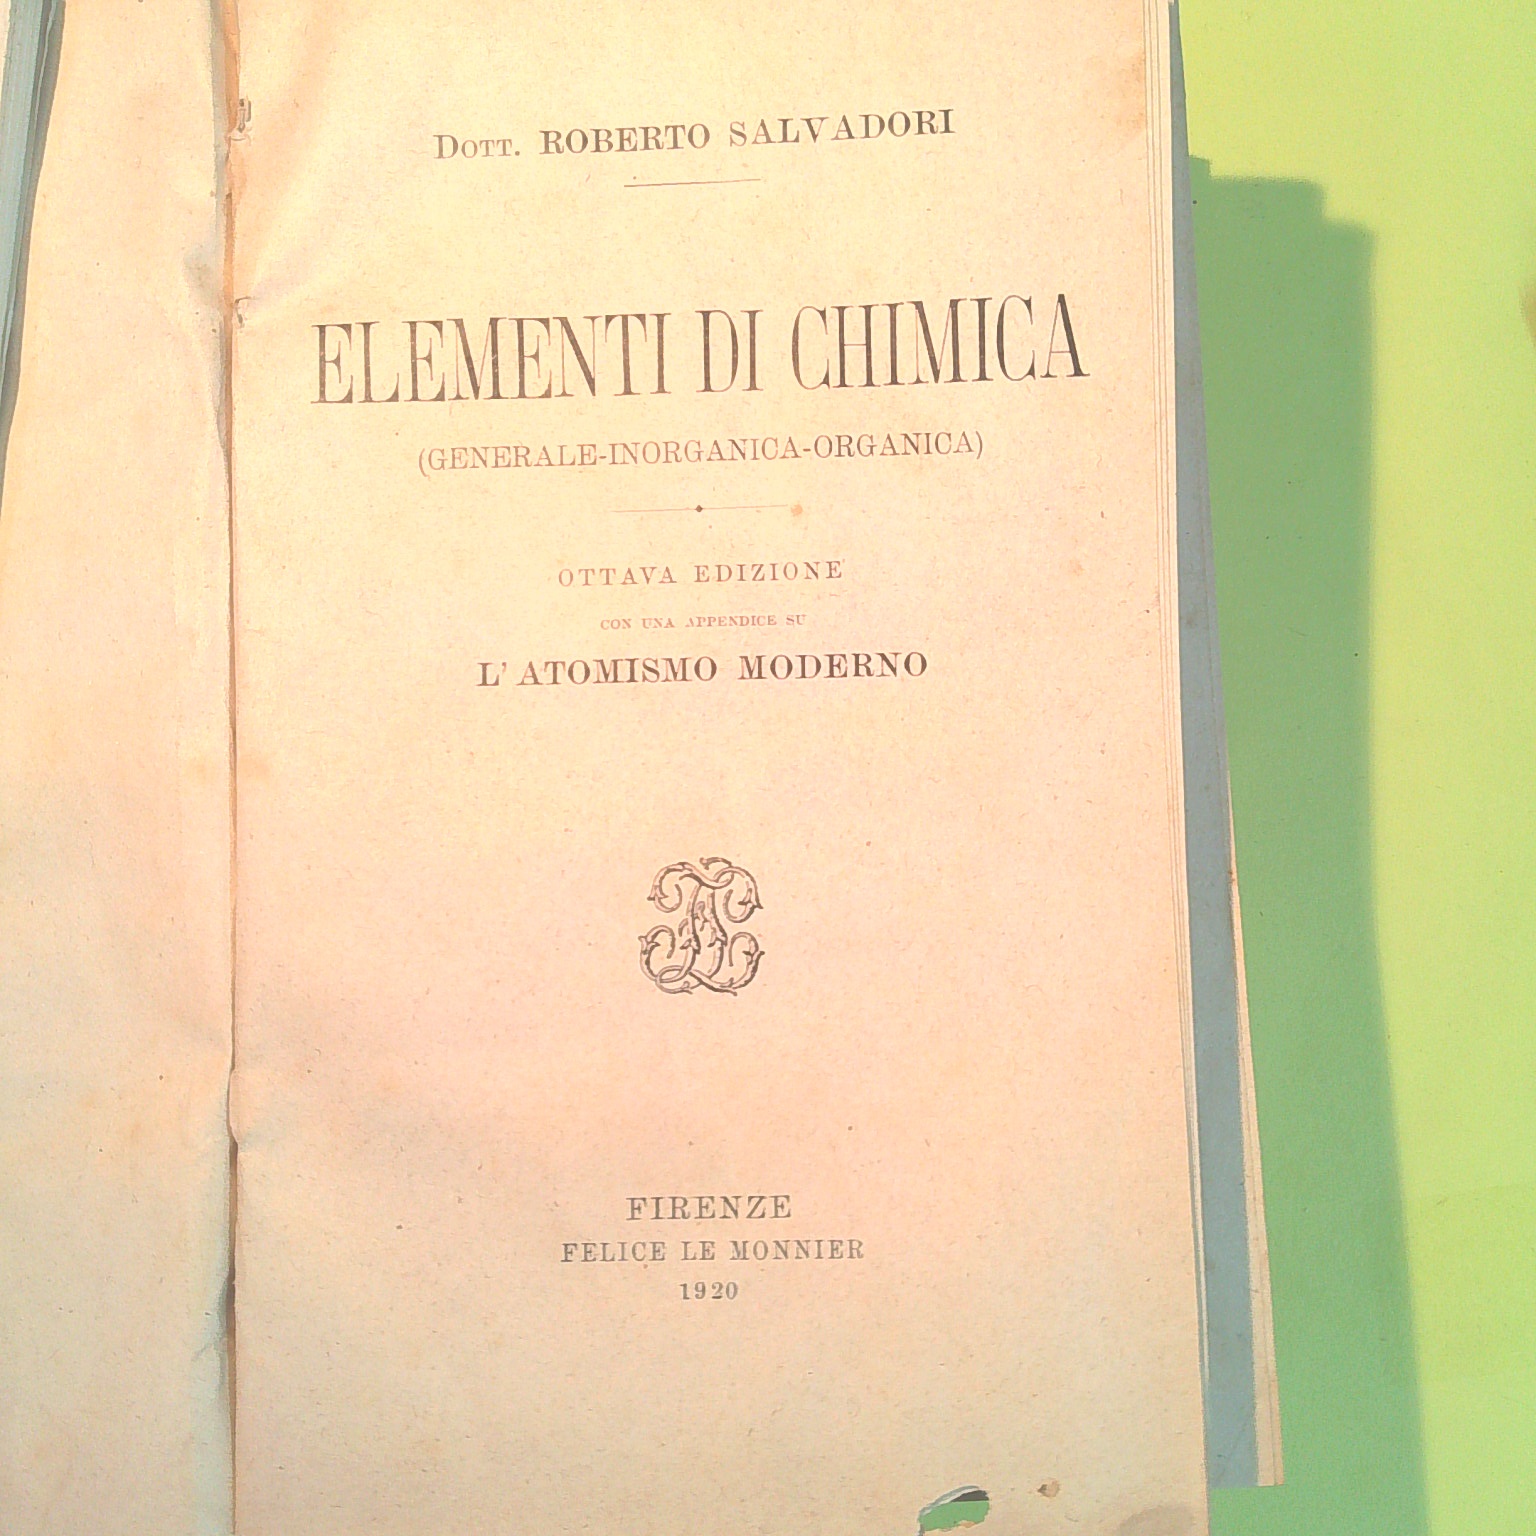 Dott. ROBERTO SALVADORI
ELEMENTI DI CHIMICA
(GENERALE-INORGANICA-ORGANICA)
OTTAVA EDIZIONE
CON UNA APPENDICE SU
L' ATOMISMO MODERNO
FIRENZE
FELICE LE MONNIER
1920